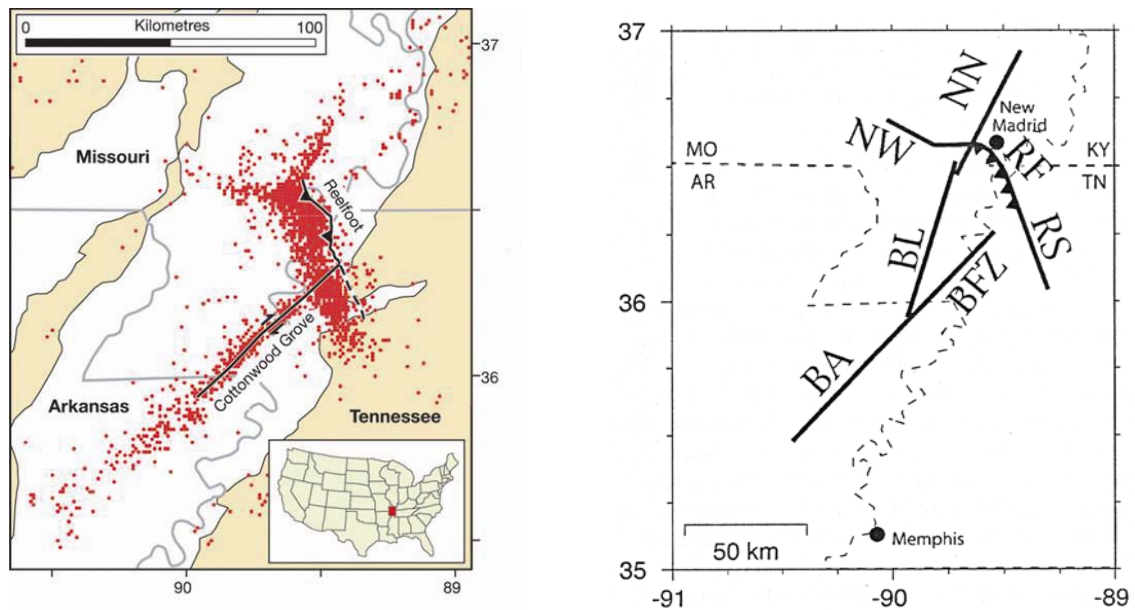 Kilometres
0 100
37
Missouri
Reelfoot
Cottonwood Grove
36
Arkansas
Tennessee
90
89
37
NN
New
Madrid
NW
RF
MO
KY
AR
TN
BL
RS
BFZ
36
BA
50 km
Memphis
35
-91
-90
-89